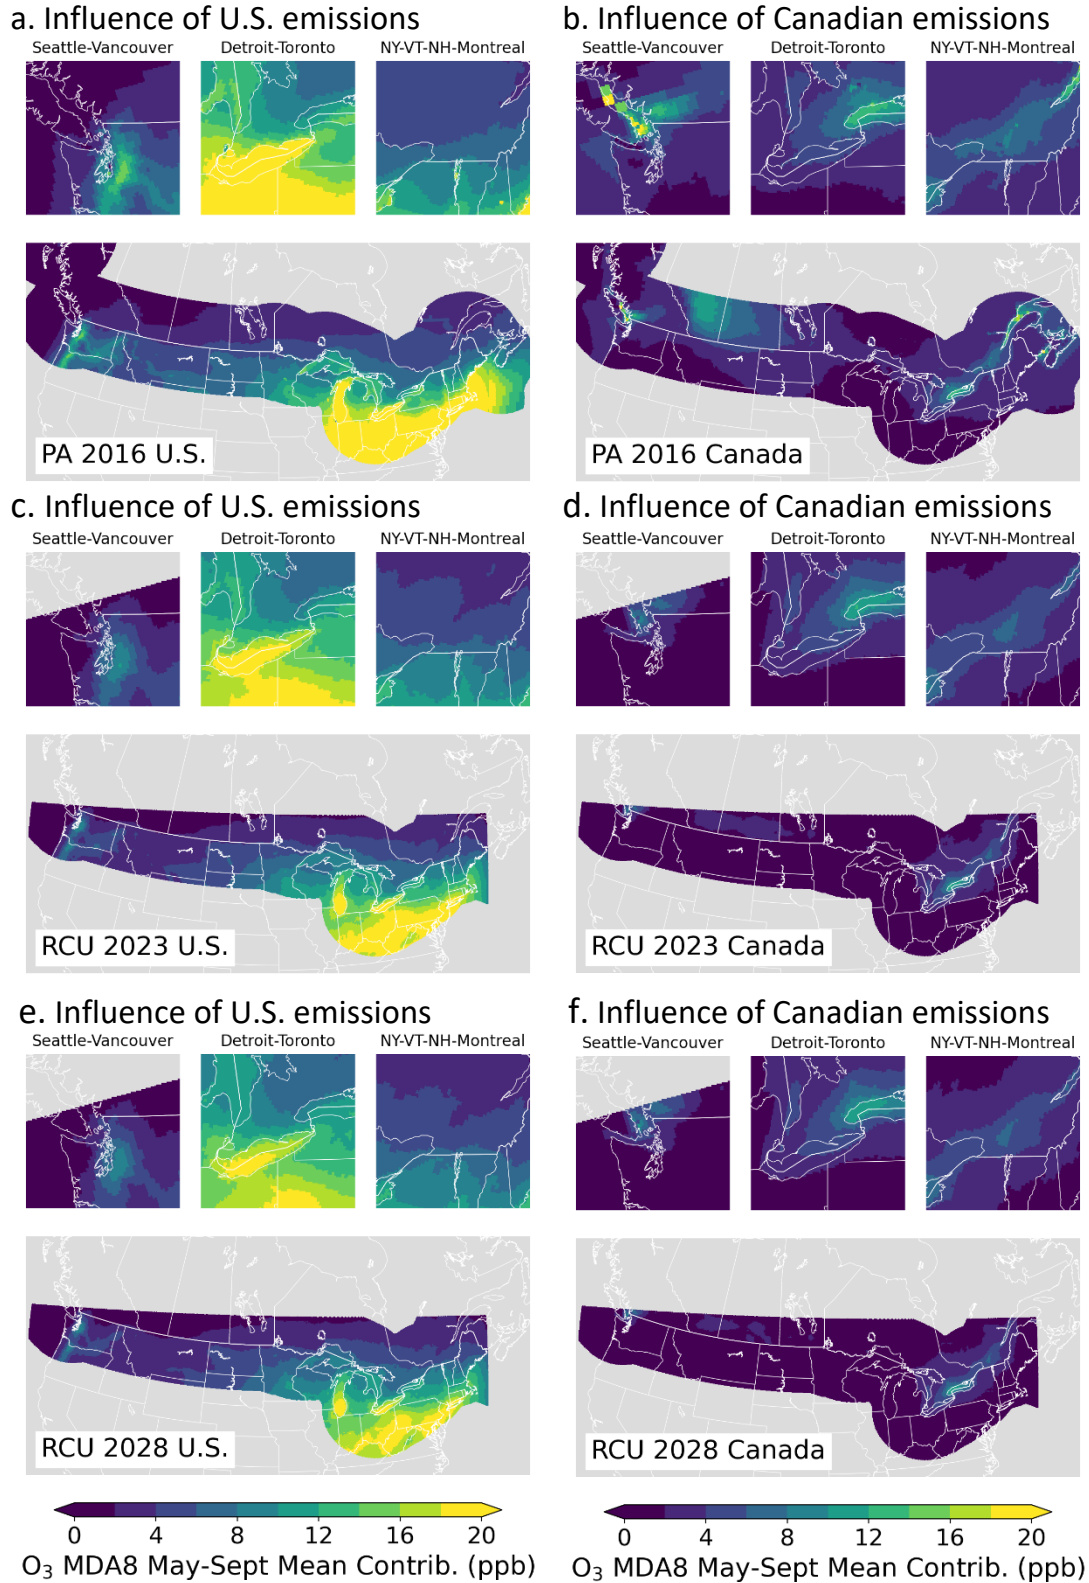 a. Influence of U.S. emissions
Seattle-Vancouver Detroit-Toronto NY-VT-NH-Montreal
PA 2016 U.S.
b. Influence of Canadian emissions
Seattle-Vancouver Detroit-Toronto NY-VT-NH-Montreal
PA 2016 Canada
c. Influence of U.S. emissions
Seattle-Vancouver Detroit-Toronto NY-VT-NH-Montreal
RCU 2023 U.S.
d. Influence of Canadian emissions
Seattle-Vancouver Detroit-Toronto NY-VT-NH-Montreal
RCU 2023 Canada
e. Influence of U.S. emissions
Seattle-Vancouver Detroit-Toronto NY-VT-NH-Montreal
RCU 2028 U.S.
f. Influence of Canadian emissions
Seattle-Vancouver Detroit-Toronto NY-VT-NH-Montreal
RCU 2028 Canada
0 4 8 12 16 20
O₃ MDA8 May-Sept Mean Contrib. (ppb)
0 4 8 12 16 20
O₃ MDA8 May-Sept Mean Contrib. (ppb)